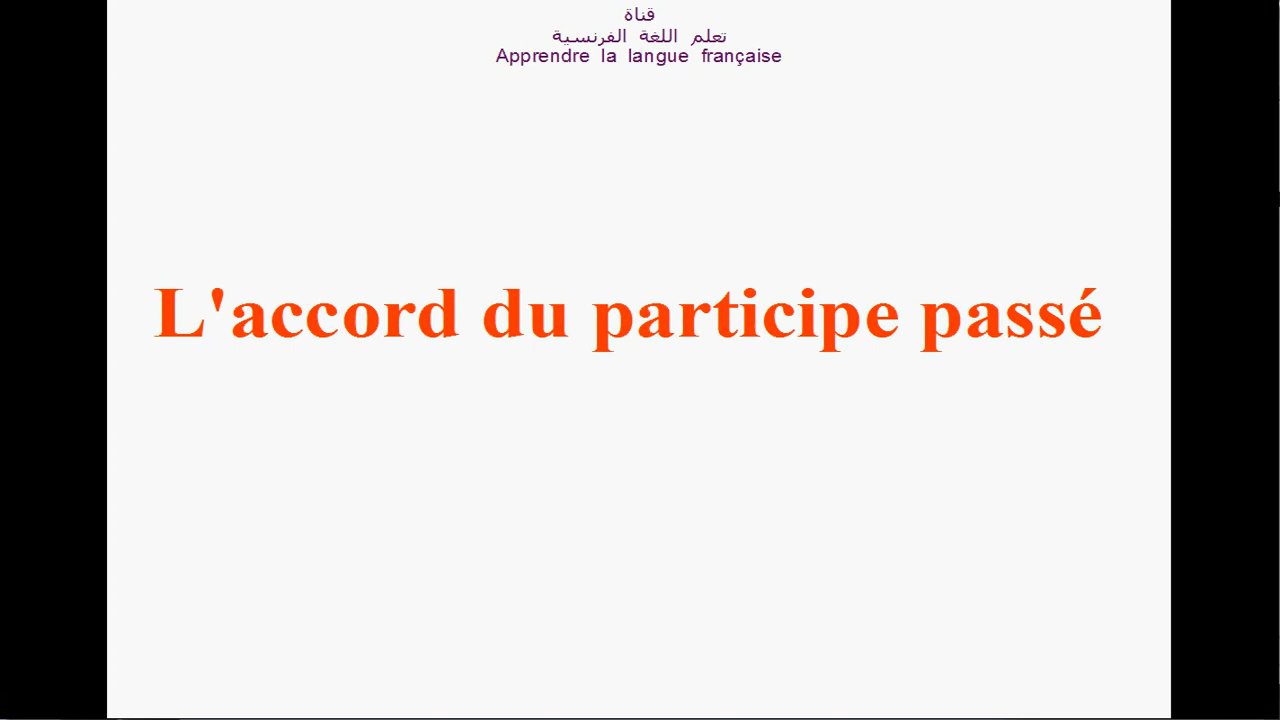 قناة
تعلم اللغة الفرنسية
Apprendre la langue française
L'accord du participe passé